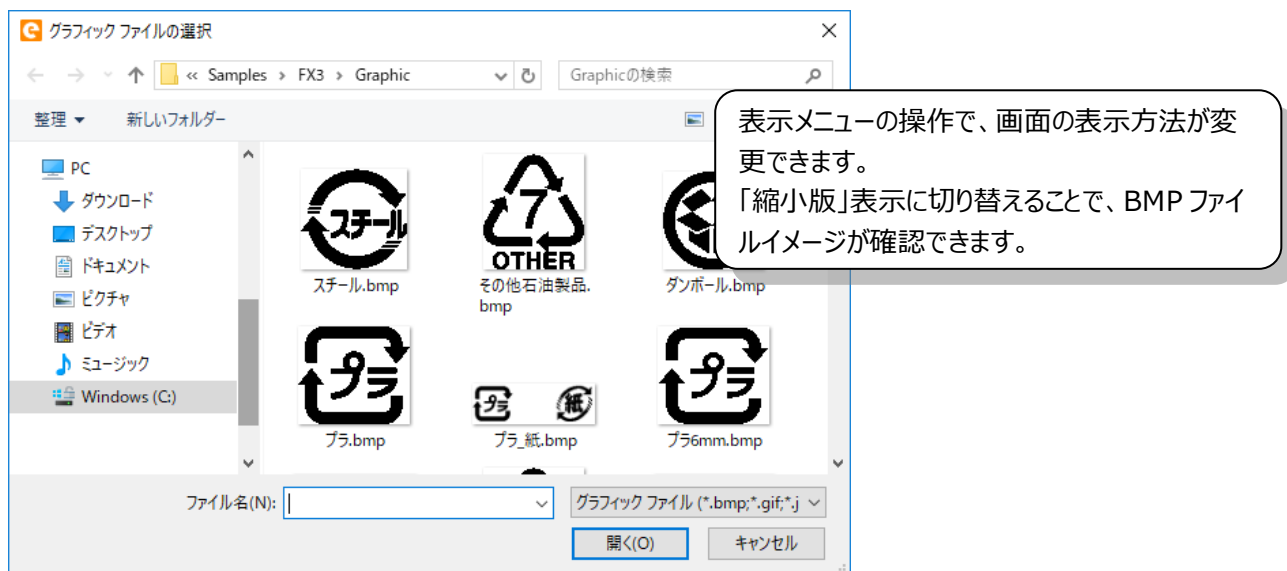 グラフィック ファイルの選択
« Samples › FX3 › Graphic
Graphicの検索
整理
新しいフォルダー
表示メニューの操作で、画面の表示方法が変
更できます。
「縮小版」表示に切り替えることで、BMP ファイ
ルイメージが確認できます。
PC
ダウンロード
デスクトップ
ドキュメント
ピクチャ
ビデオ
ミュージック
Windows (C:)
スチール
スチール.bmp
7
OTHER
その他石油製品.
bmp
ダンボール.bmp
プラ
プラ.bmp
プラ 紙
プラ_紙.bmp
プラ
プラ6mm.bmp
ファイル名(N):
グラフィック ファイル (*.bmp;*.gif;*.j
開く(O)
キャンセル